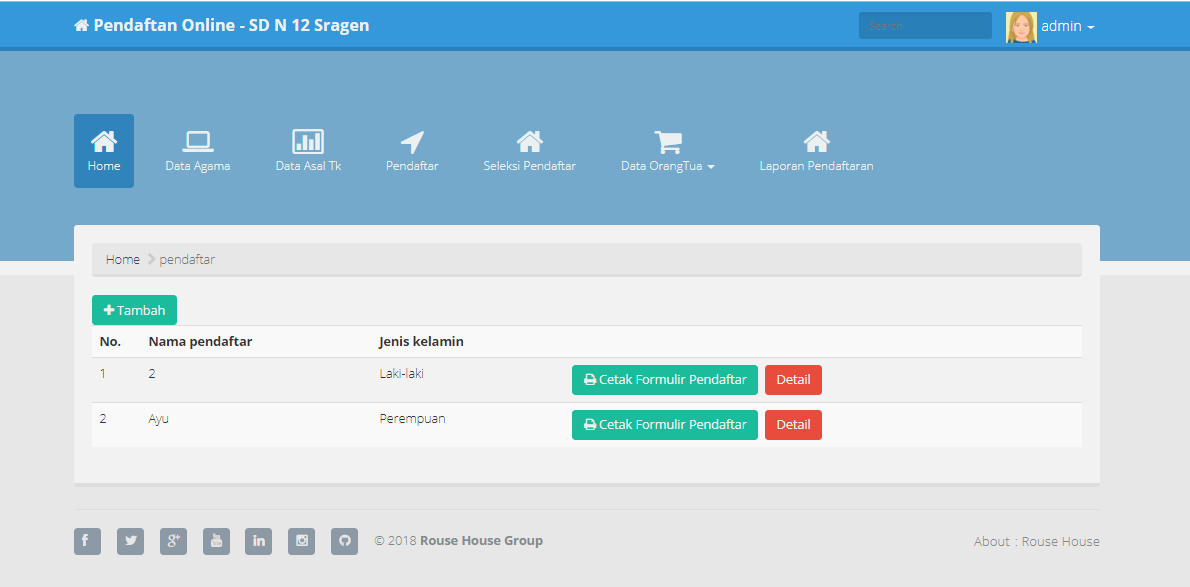 Pendaftan Online - SD N 12 Sragen
Search
admin
Home
Data Agama
Data Asal Tk
Pendaftar
Seleksi Pendaftar
Data OrangTua
Laporan Pendaftaran
Home pendaftar
Tambah
No. Nama pendaftar Jenis kelamin
1 2 Laki-laki Cetak Formulir Pendaftar Detail
2 Ayu Perempuan Cetak Formulir Pendaftar Detail
© 2018 Rouse House Group
About : Rouse House